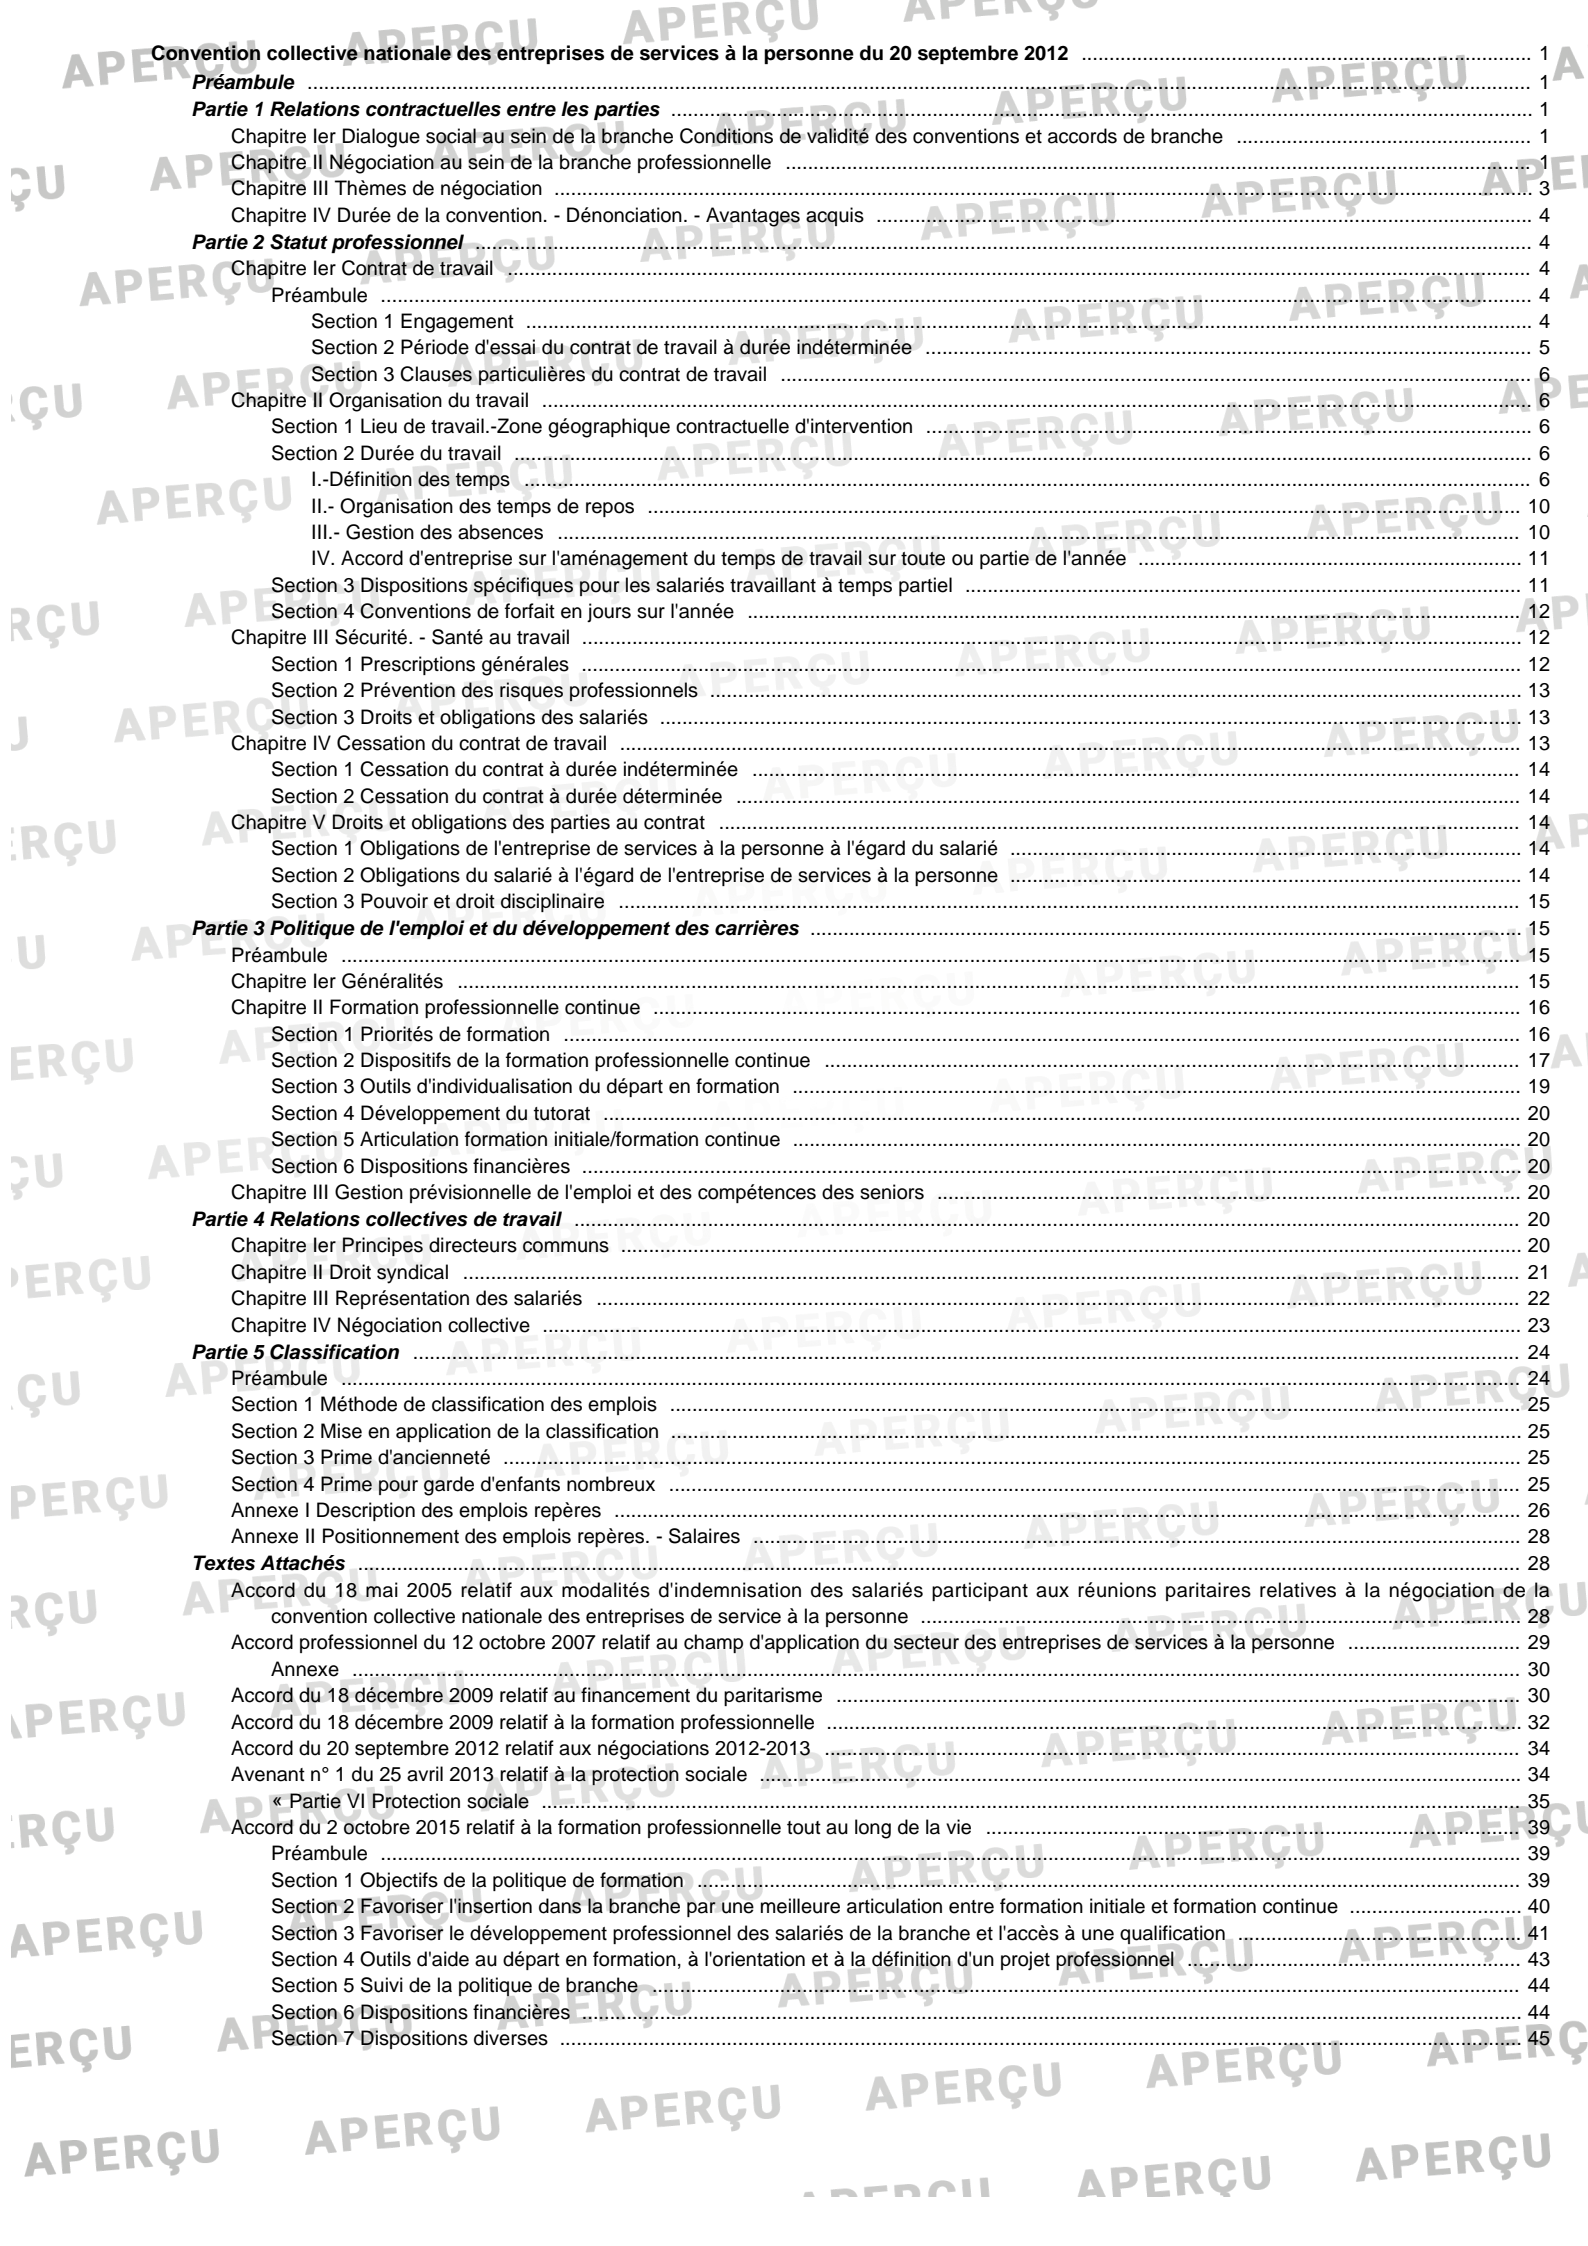 Convention collective nationale des entreprises de services à la personne du 20 septembre 2012 ... 1
Préambule ... 1
Partie 1 Relations contractuelles entre les parties ... 1
Chapitre Ier Dialogue social au sein de la branche Conditions de validité des conventions et accords de branche ... 1
Chapitre II Négociation au sein de la branche professionnelle ... 1
Chapitre III Thèmes de négociation ... 3
Chapitre IV Durée de la convention. - Dénonciation. - Avantages acquis ... 4
Partie 2 Statut professionnel ... 4
Chapitre Ier Contrat de travail ... 4
Préambule ... 4
Section 1 Engagement ... 4
Section 2 Période d'essai du contrat de travail à durée indéterminée ... 5
Section 3 Clauses particulières du contrat de travail ... 6
Chapitre II Organisation du travail ... 6
Section 1 Lieu de travail.-Zone géographique contractuelle d'intervention ... 6
Section 2 Durée du travail ... 6
I.-Définition des temps ... 6
II.- Organisation des temps de repos ... 10
III.- Gestion des absences ... 10
IV. Accord d'entreprise sur l'aménagement du temps de travail sur toute ou partie de l'année ... 11
Section 3 Dispositions spécifiques pour les salariés travaillant à temps partiel ... 11
Section 4 Conventions de forfait en jours sur l'année ... 12
Chapitre III Sécurité. - Santé au travail ... 12
Section 1 Prescriptions générales ... 12
Section 2 Prévention des risques professionnels ... 13
Section 3 Droits et obligations des salariés ... 13
Chapitre IV Cessation du contrat de travail ... 13
Section 1 Cessation du contrat à durée indéterminée ... 14
Section 2 Cessation du contrat à durée déterminée ... 14
Chapitre V Droits et obligations des parties au contrat ... 14
Section 1 Obligations de l'entreprise de services à la personne à l'égard du salarié ... 14
Section 2 Obligations du salarié à l'égard de l'entreprise de services à la personne ... 14
Section 3 Pouvoir et droit disciplinaire ... 15
Partie 3 Politique de l'emploi et du développement des carrières ... 15
Préambule ... 15
Chapitre Ier Généralités ... 15
Chapitre II Formation professionnelle continue ... 16
Section 1 Priorités de formation ... 16
Section 2 Dispositifs de la formation professionnelle continue ... 17
Section 3 Outils d'individualisation du départ en formation ... 19
Section 4 Développement du tutorat ... 20
Section 5 Articulation formation initiale/formation continue ... 20
Section 6 Dispositions financières ... 20
Chapitre III Gestion prévisionnelle de l'emploi et des compétences des seniors ... 20
Partie 4 Relations collectives de travail ... 20
Chapitre Ier Principes directeurs communs ... 20
Chapitre II Droit syndical ... 21
Chapitre III Représentation des salariés ... 22
Chapitre IV Négociation collective ... 23
Partie 5 Classification ... 24
Préambule ... 24
Section 1 Méthode de classification des emplois ... 25
Section 2 Mise en application de la classification ... 25
Section 3 Prime d'ancienneté ... 25
Section 4 Prime pour garde d'enfants nombreux ... 25
Annexe I Description des emplois repères ... 26
Annexe II Positionnement des emplois repères. - Salaires ... 28
Textes Attachés ... 28
Accord du 18 mai 2005 relatif aux modalités d'indemnisation des salariés participant aux réunions paritaires relatives à la négociation de la
convention collective nationale des entreprises de service à la personne ... 28
Accord professionnel du 12 octobre 2007 relatif au champ d'application du secteur des entreprises de services à la personne ... 29
Annexe ... 30
Accord du 18 décembre 2009 relatif au financement du paritarisme ... 30
Accord du 18 décembre 2009 relatif à la formation professionnelle ... 32
Accord du 20 septembre 2012 relatif aux négociations 2012-2013 ... 34
Avenant n° 1 du 25 avril 2013 relatif à la protection sociale ... 34
« Partie VI Protection sociale ... 35
Accord du 2 octobre 2015 relatif à la formation professionnelle tout au long de la vie ... 39
Préambule ... 39
Section 1 Objectifs de la politique de formation ... 39
Section 2 Favoriser l'insertion dans la branche par une meilleure articulation entre formation initiale et formation continue ... 40
Section 3 Favoriser le développement professionnel des salariés de la branche et l'accès à une qualification ... 41
Section 4 Outils d'aide au départ en formation, à l'orientation et à la définition d'un projet professionnel ... 43
Section 5 Suivi de la politique de branche ... 44
Section 6 Dispositions financières ... 44
Section 7 Dispositions diverses ... 45
APERÇU